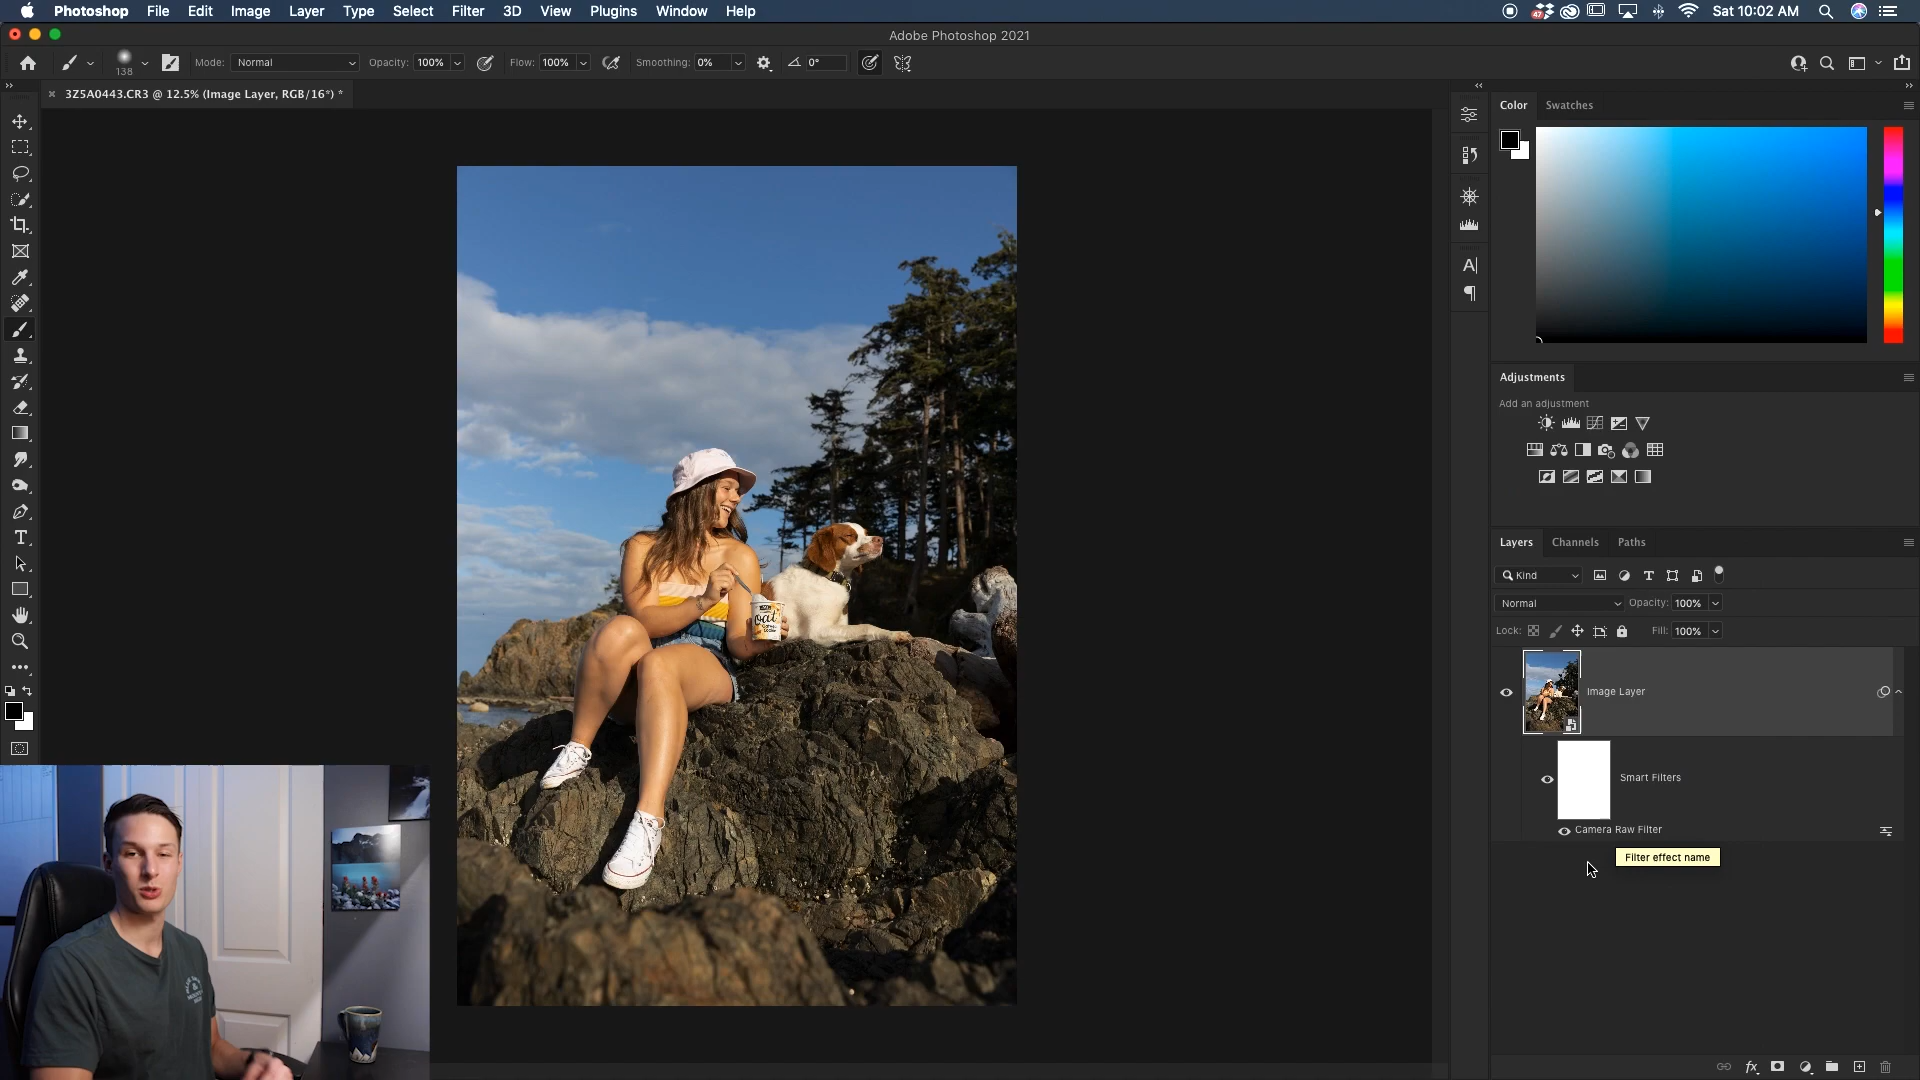 Photoshop File Edit Image Layer Type Select Filter 3D View Plugins Window Help
47
Sat 10:02 AM
Adobe Photoshop 2021
138
Mode: Normal
Opacity: 100%
Flow: 100%
Smoothing: 0%
0°
3Z5A0443.CR3 @ 12.5% (Image Layer, RGB/16*) *
Color Swatches
Adjustments
Add an adjustment
oat
Layers Channels Paths
Kind
Normal
Opacity: 100%
Lock:
Fill: 100%
Image Layer
Smart Filters
Camera Raw Filter
Filter effect name